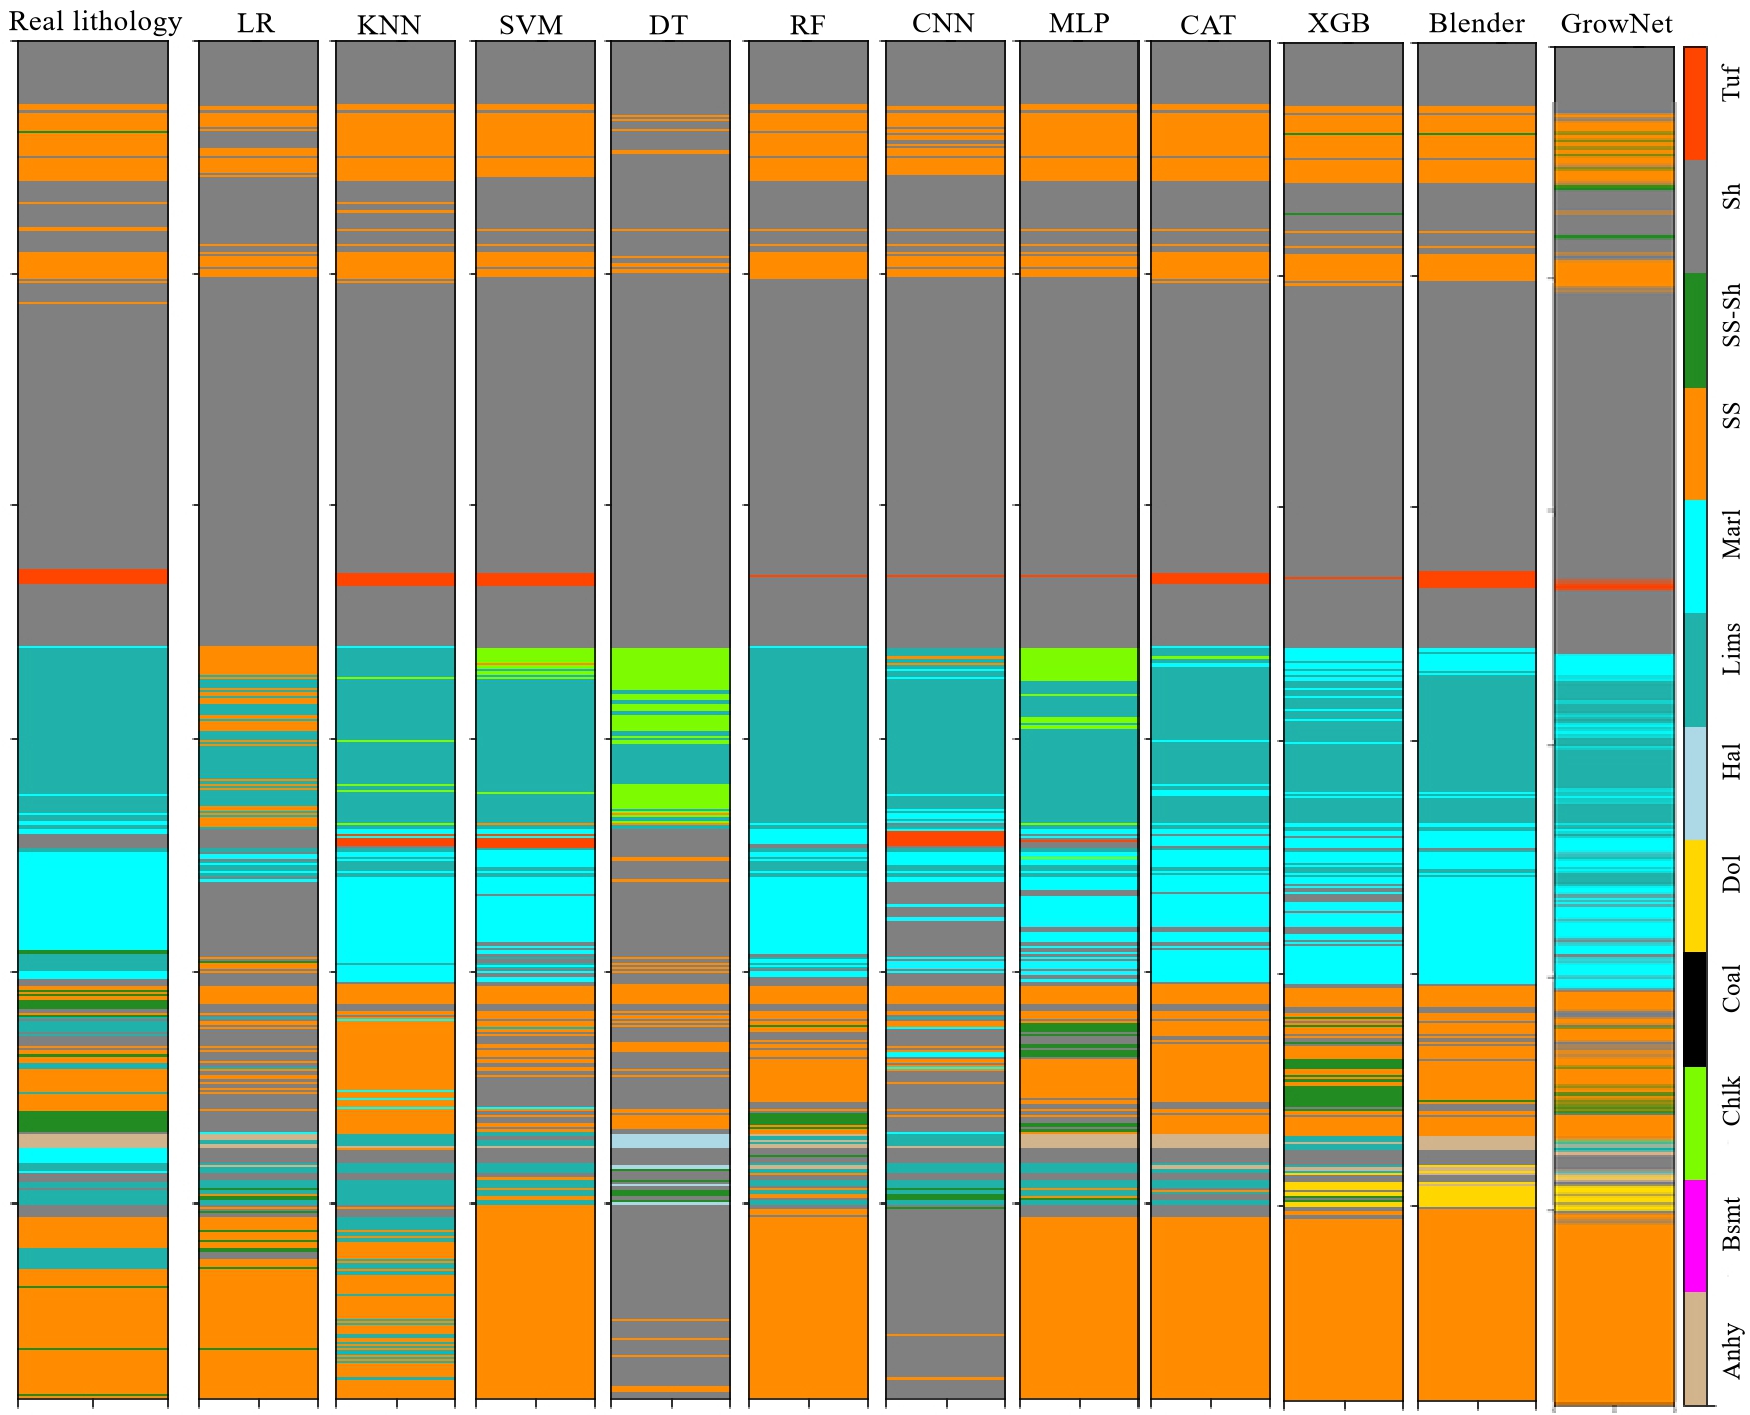 Real lithology LR KNN SVM DT RF CNN MLP CAT XGB Blender GrowNet
Tuf
Sh
SS-Sh
SS
Marl
Lims
Hal
Dol
Coal
Chlk
Bsmt
Anhy